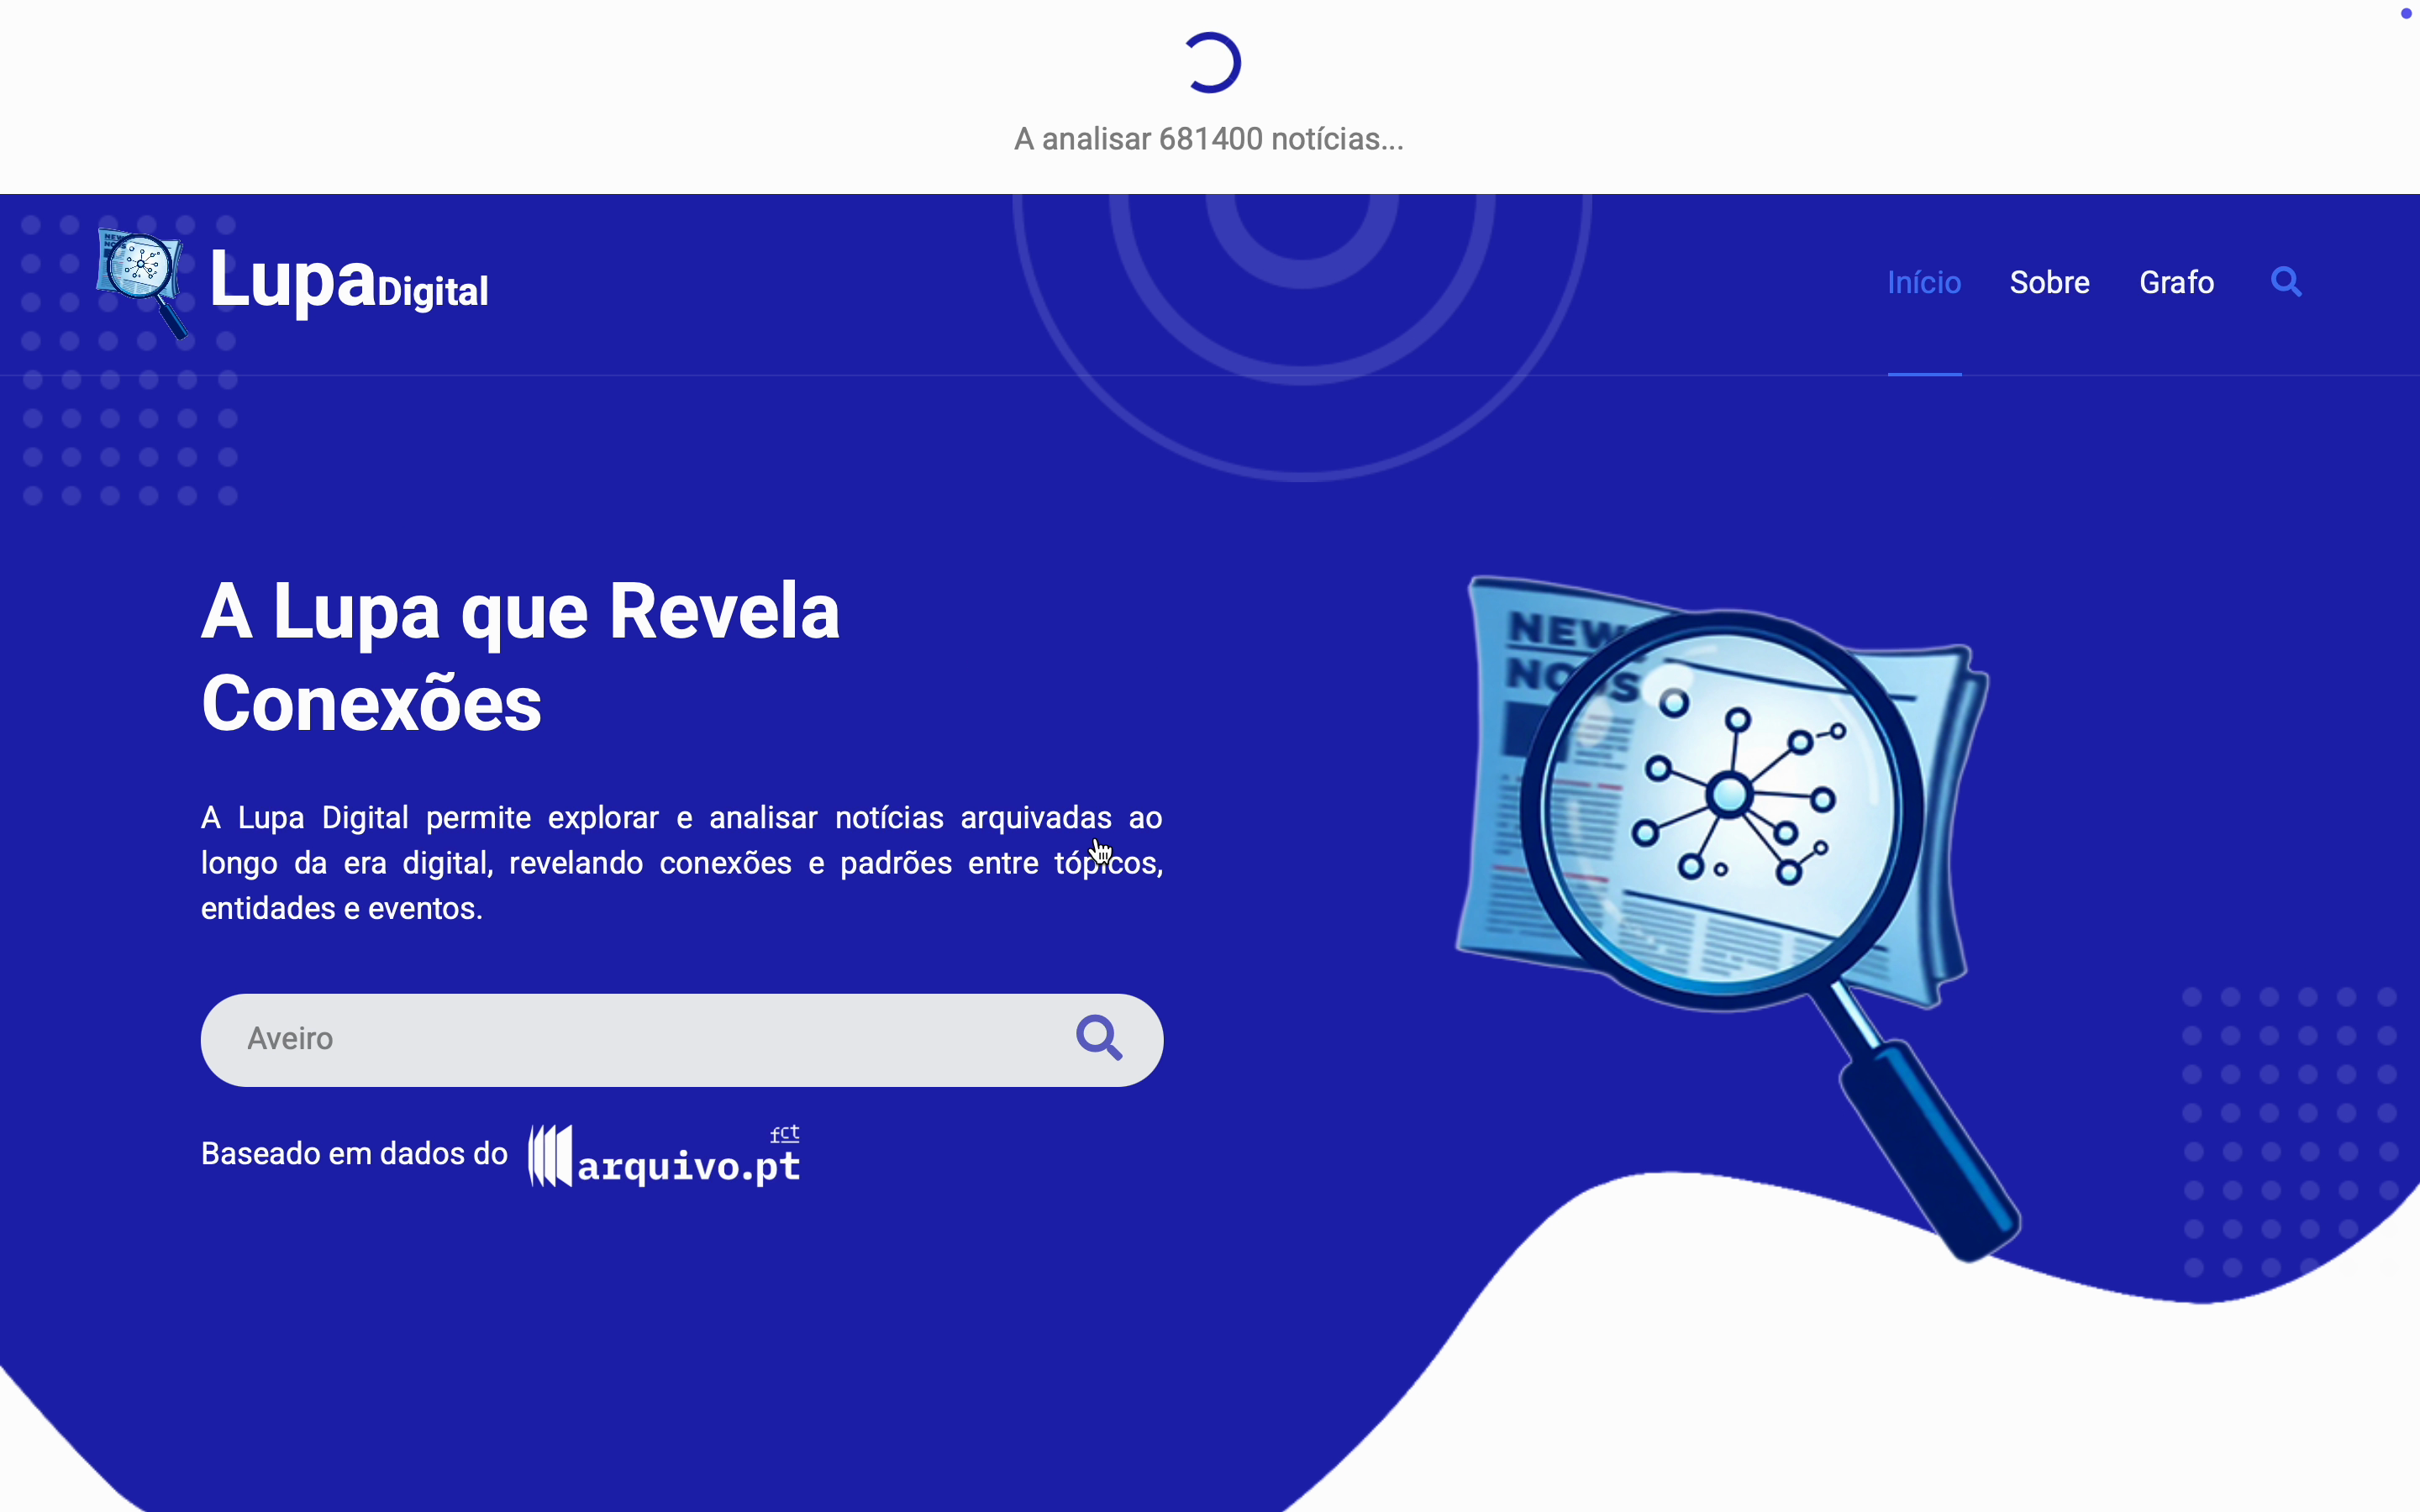 A analisar 681400 notícias...
LupaDigital
Início Sobre Grafo
A Lupa que Revela
Conexões
A Lupa Digital permite explorar e analisar notícias arquivadas ao
longo da era digital, revelando conexões e padrões entre tópicos,
entidades e eventos.
Aveiro
Baseado em dados do
fct
arquivo.pt